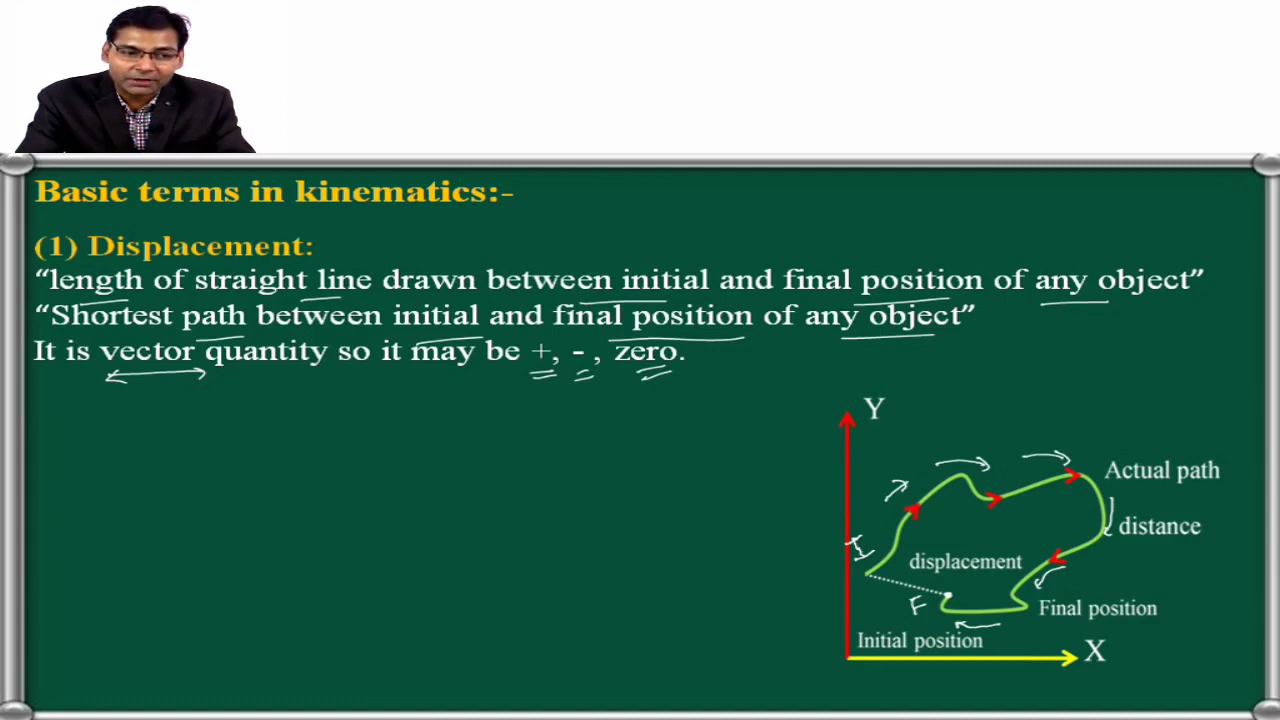 Basic terms in kinematics:-
(1) Displacement:
“length of straight line drawn between initial and final position of any object”
“Shortest path between initial and final position of any object”
It is vector quantity so it may be +, - , zero.
Y
Actual path
distance
I
displacement
F
Final position
Initial position
X